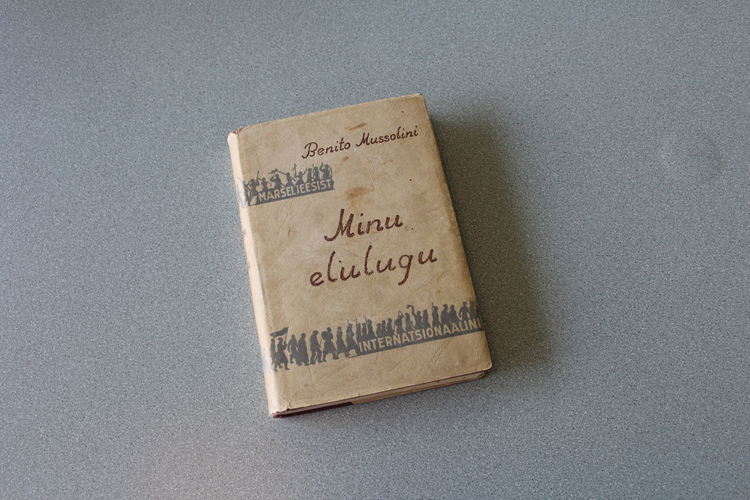 Benito Mussolini
MARSELJEESIST
Minu
elulugu
INTERNATSIONAALINI